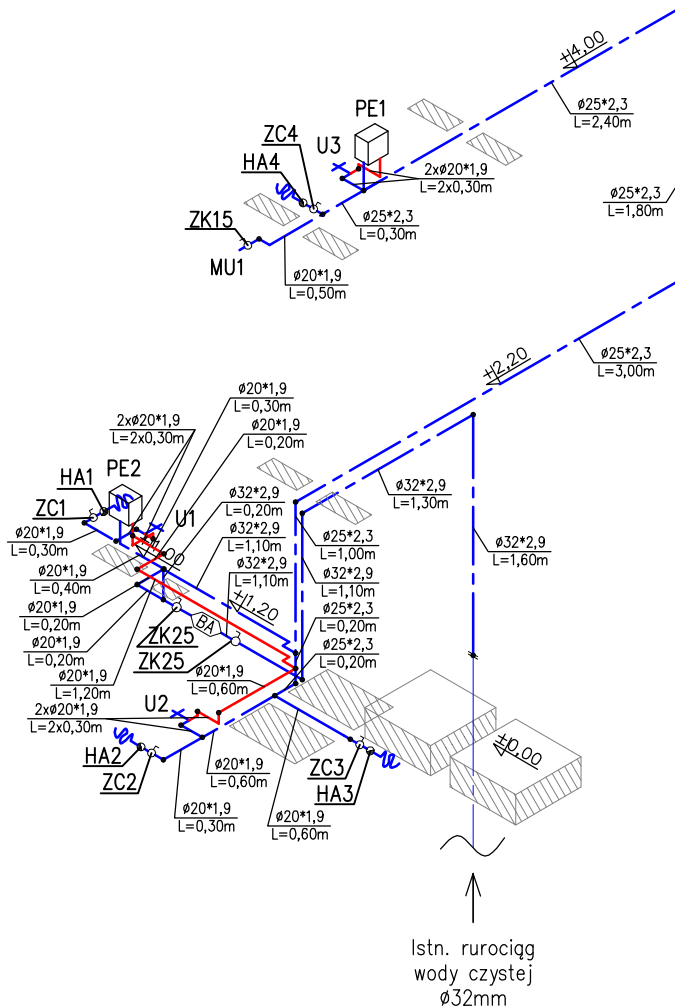 +4,00
ø25*2,3
L=2,40m
PE1
ZC4
U3
HA4
2xø20*1,9
L=2x0,30m
ø25*2,3
L=1,80m
ø25*2,3
L=0,30m
ZK15
MU1
ø20*1,9
L=0,50m
+2,20
ø25*2,3
L=3,00m
ø20*1,9
L=0,30m
2xø20*1,9
L=2x0,30m
ø20*1,9
L=0,20m
HA1
PE2
ZC1
U1
ø32*2,9
L=0,20m
ø32*2,9
L=1,30m
ø20*1,9
L=0,30m
ø32*2,9
L=1,10m
ø25*2,3
L=1,00m
ø32*2,9
L=1,60m
ø20*1,9
L=0,40m
ø32*2,9
L=1,10m
ø32*2,9
L=1,10m
+1,20
ø20*1,9
L=0,20m
ZK25
BA
ø25*2,3
L=0,20m
ø20*1,9
L=0,20m
ZK25
ø25*2,3
L=0,20m
ø20*1,9
L=1,20m
ø20*1,9
L=0,60m
2xø20*1,9
L=2x0,30m
U2
HA2
ZC2
ø20*1,9
L=0,60m
ZC3
HA3
±0,00
ø20*1,9
L=0,30m
ø20*1,9
L=0,60m
Istn. rurociąg
wody czystej
ø32mm